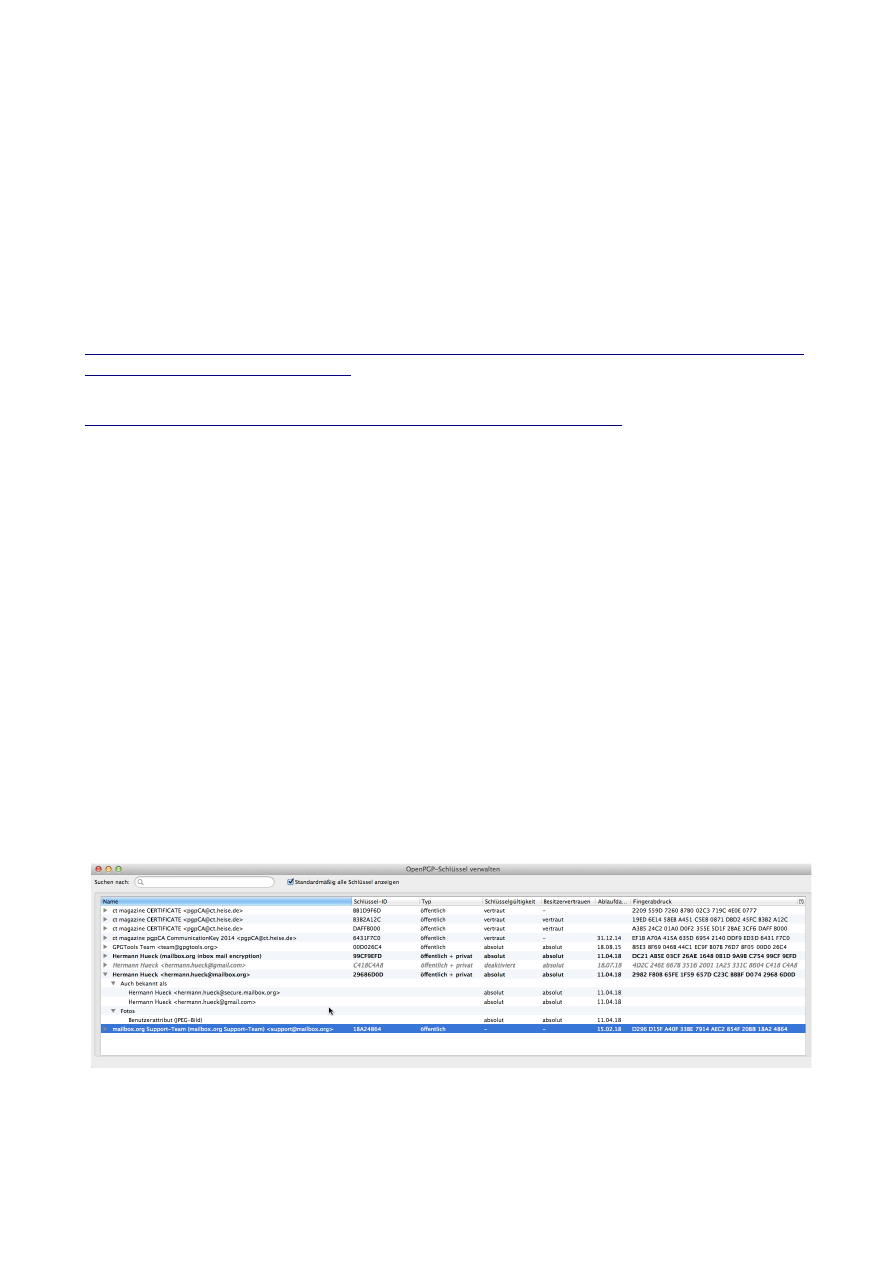 OpenPGP-Schlüssel verwalten
Suchen nach: Standardmäßig alle Schlüssel anzeigen
Name Schlüssel-ID Typ Schlüsselgültigkeit Besitzervertrauen Ablaufda... Fingerabdruck
ct magazine CERTIFICATE <pgpCA@ct.heise.de> BB1D9F6D öffentlich vertraut - 2209 559D 7260 8780 02C3 719C 4E0E 0777
ct magazine CERTIFICATE <pgpCA@ct.heise.de> B3B2A12C öffentlich vertraut vertraut 19ED 6E14 58E8 A451 C5E8 0871 DBD2 45FC B3B2 A12C
ct magazine CERTIFICATE <pgpCA@ct.heise.de> DAFFB000 öffentlich vertraut vertraut A3B5 24C2 01A0 D0F2 355E 5D1F 2BAE 3CF6 DAFF B000
ct magazine pgpCA CommunicationKey 2014 <pgpCA@ct.heise.de> 6431F7C0 öffentlich vertraut - 31.12.14 EF1B A70A 415A 635D 6954 2140 DDF9 ED3D 6431 F7C0
GPGTools Team <team@gpgtools.org> 00D026C4 öffentlich absolut absolut 18.08.15 85E3 8F69 046B 44C1 EC9F B07B 76D7 8F05 00D0 26C4
Hermann Hueck (mailbox.org inbox mail encryption) 99CF9EFD öffentlich + privat absolut absolut 11.04.18 DC21 AB5E 03CF 26AE 1648 0B1D 9A98 C754 99CF 9EFD
Hermann Hueck <hermann.hueck@gmail.com> C418C4A8 öffentlich + privat deaktiviert absolut 18.07.18 4D2C 246E 6678 3516 2001 1A25 331C 8604 C418 C4A8
Hermann Hueck <hermann.hueck@mailbox.org> 29686D0D öffentlich + privat absolut absolut 11.04.18 2982 F808 65FE 1F59 657D C23C BBBF D074 2968 6D0D
Auch bekannt als
Hermann Hueck <hermann.hueck@secure.mailbox.org> absolut absolut 11.04.18
Hermann Hueck <hermann.hueck@gmail.com> absolut absolut 11.04.18
Fotos
Benutzerattribut (JPEG-Bild) absolut absolut 11.04.18
mailbox.org Support-Team (mailbox.org Support-Team) <support@mailbox.org> 18A24864 öffentlich - - 15.02.18 D296 D15F A40F 338E 7914 AEC2 854F 20BB 18A2 4864